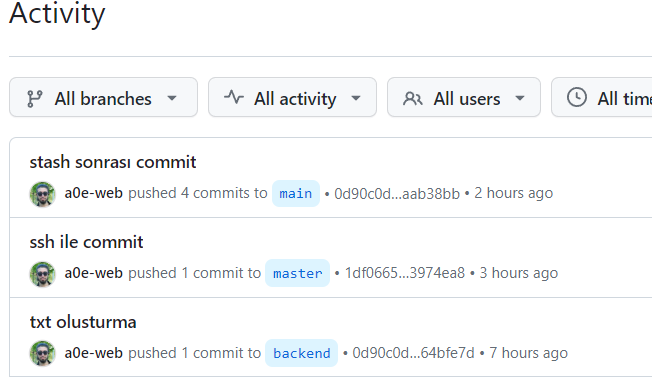 Activity
All branches All activity All users All time
stash sonrası commit
a0e-web pushed 4 commits to main • 0d90c0d...aab38bb • 2 hours ago
ssh ile commit
a0e-web pushed 1 commit to master • 1df0665...3974ea8 • 3 hours ago
txt olusturma
a0e-web pushed 1 commit to backend • 0d90c0d...64bfe7d • 7 hours ago